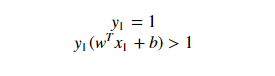 y₁ = 1
y₁(wᵀx₁ + b) > 1